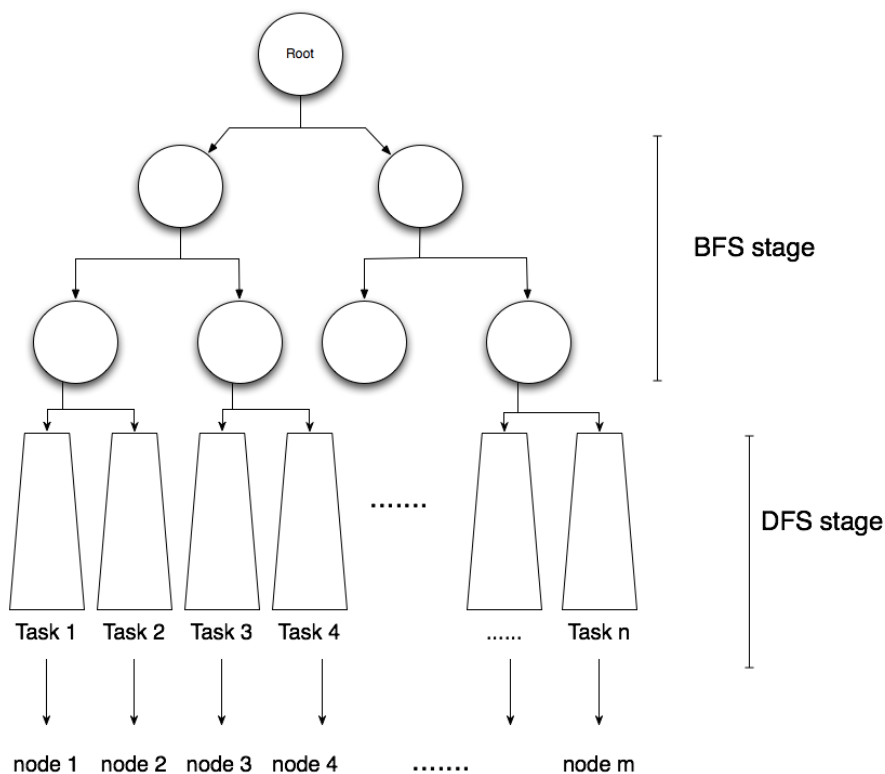 Root
BFS stage
.......
DFS stage
Task 1 Task 2 Task 3 Task 4 ...... Task n
node 1 node 2 node 3 node 4 ....... node m